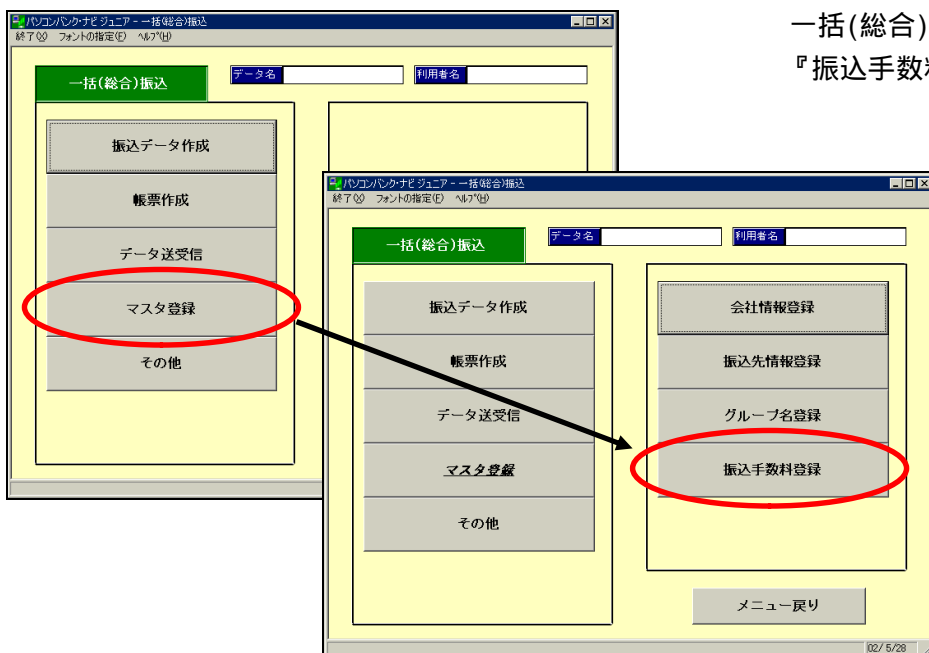 一括(総合)
『振込手数料
パソコンバンク・ナビ ジュニア - 一括(総合)振込
終了(X) フォントの指定(F) ヘルプ(H)
一括(総合)振込
データ名
利用者名
振込データ作成
帳票作成
データ送受信
マスタ登録
その他
パソコンバンク・ナビ ジュニア - 一括(総合)振込
終了(X) フォントの指定(F) ヘルプ(H)
一括(総合)振込
データ名
利用者名
振込データ作成
帳票作成
データ送受信
マスタ登録
その他
会社情報登録
振込先情報登録
グループ名登録
振込手数料登録
メニュー戻り
02/ 5/28